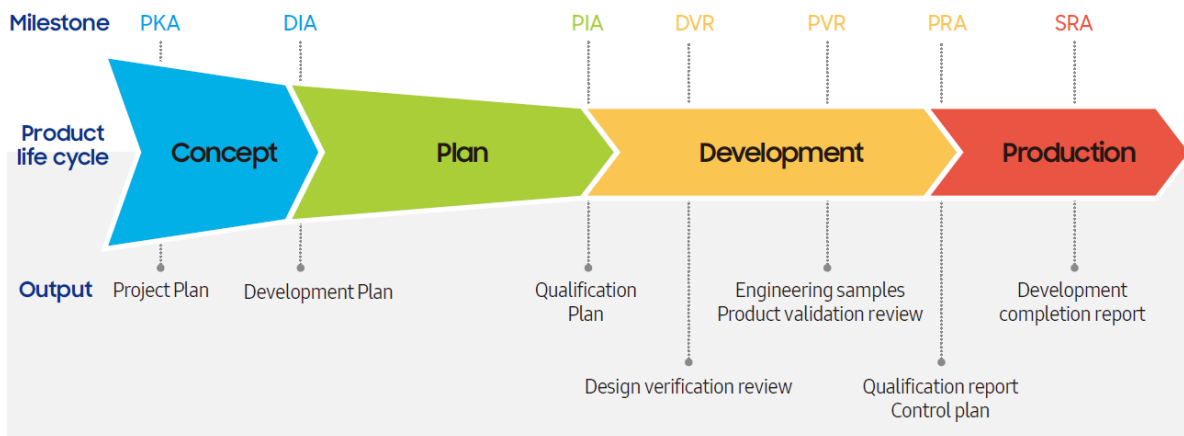 Milestone
PKA
DIA
PIA
DVR
PVR
PRA
SRA
Product
life cycle
Concept
Plan
Development
Production
Output
Project Plan
Development Plan
Qualification
Plan
Engineering samples
Product validation review
Development
completion report
Design verification review
Qualification report
Control plan